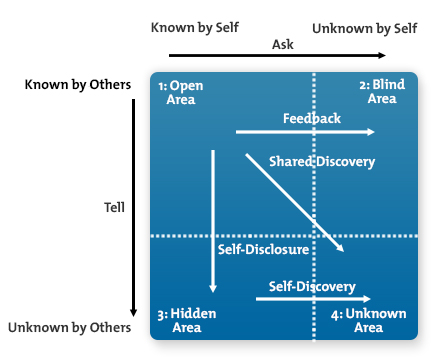 Known by Self
Unknown by Self
Ask
Known by Others
1: Open
Area
2: Blind
Area
Feedback
Shared Discovery
Tell
Self-Disclosure
Self-Discovery
3: Hidden
Area
4: Unknown
Area
Unknown by Others